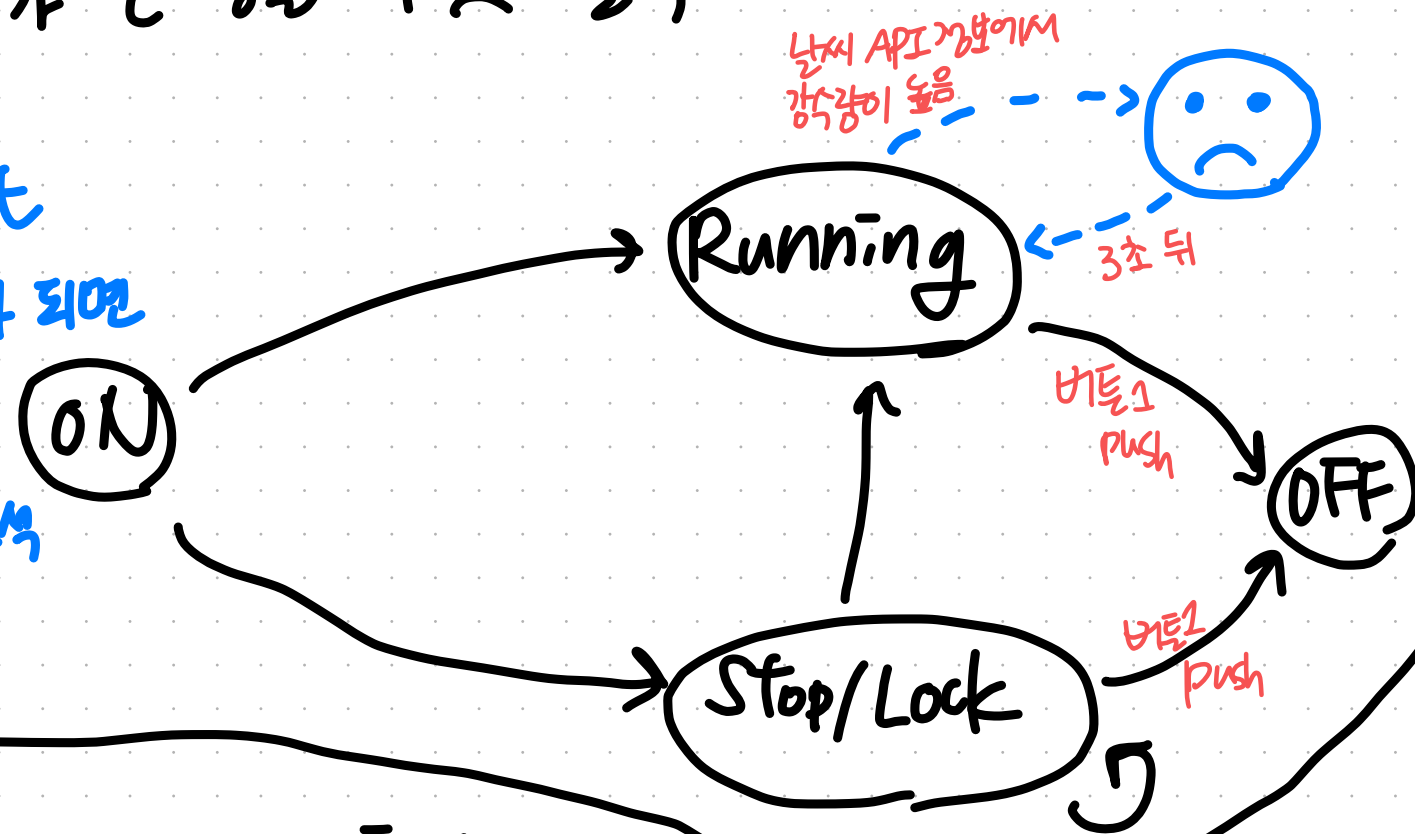 날씨 API 정보에서
강수량이 높음
Running
3초 뒤
되면
ON
버튼1
push
OFF
버튼1
push
Stop/Lock